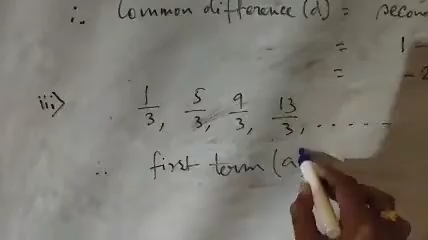 ∴ Common difference (d) = second
= 1 -
= -2
iii) 1/3, 5/3, 9/3, 13/3, ......
∴ first term (a